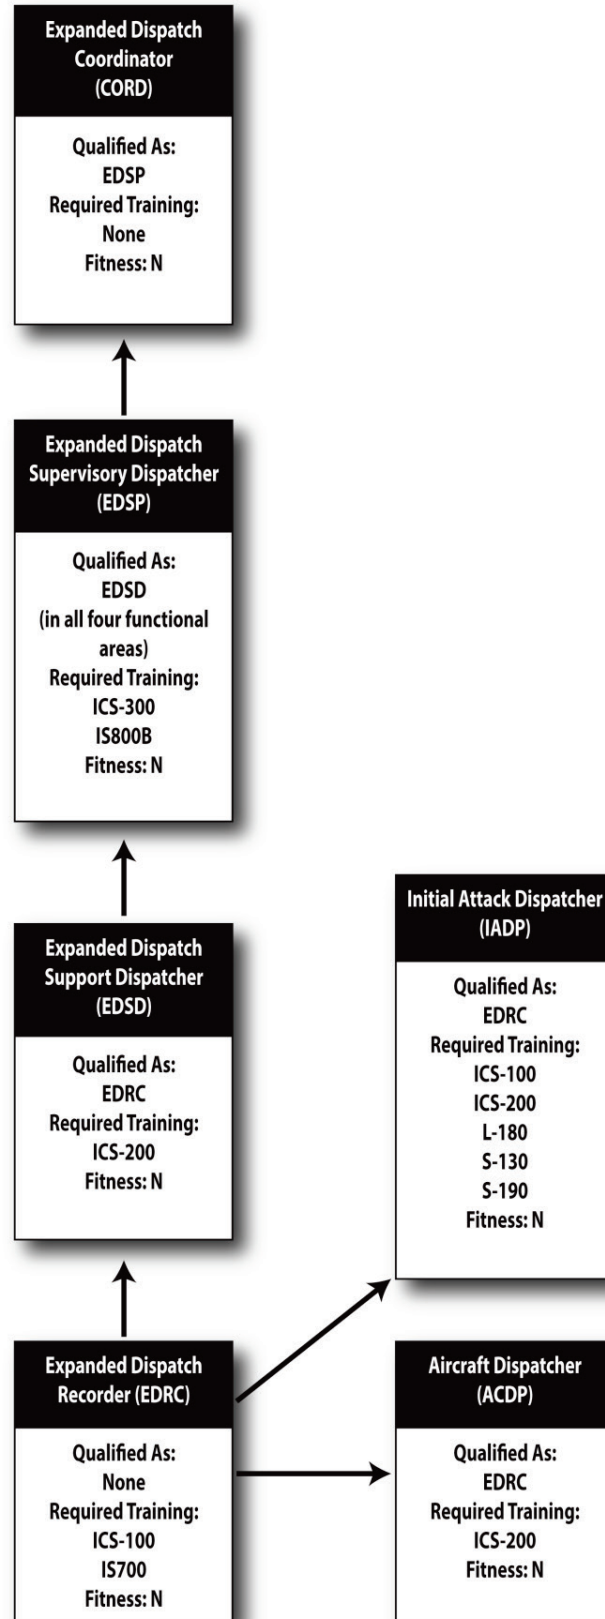 Expanded Dispatch
Coordinator
(CORD)
Qualified As:
EDSP
Required Training:
None
Fitness: N
Expanded Dispatch
Supervisory Dispatcher
(EDSP)
Qualified As:
EDSD
(in all four functional
areas)
Required Training:
ICS-300
IS800B
Fitness: N
Expanded Dispatch
Support Dispatcher
(EDSD)
Qualified As:
EDRC
Required Training:
ICS-200
Fitness: N
Initial Attack Dispatcher
(IADP)
Qualified As:
EDRC
Required Training:
ICS-100
ICS-200
L-180
S-130
S-190
Fitness: N
Expanded Dispatch
Recorder (EDRC)
Qualified As:
None
Required Training:
ICS-100
IS700
Fitness: N
Aircraft Dispatcher
(ACDP)
Qualified As:
EDRC
Required Training:
ICS-200
Fitness: N